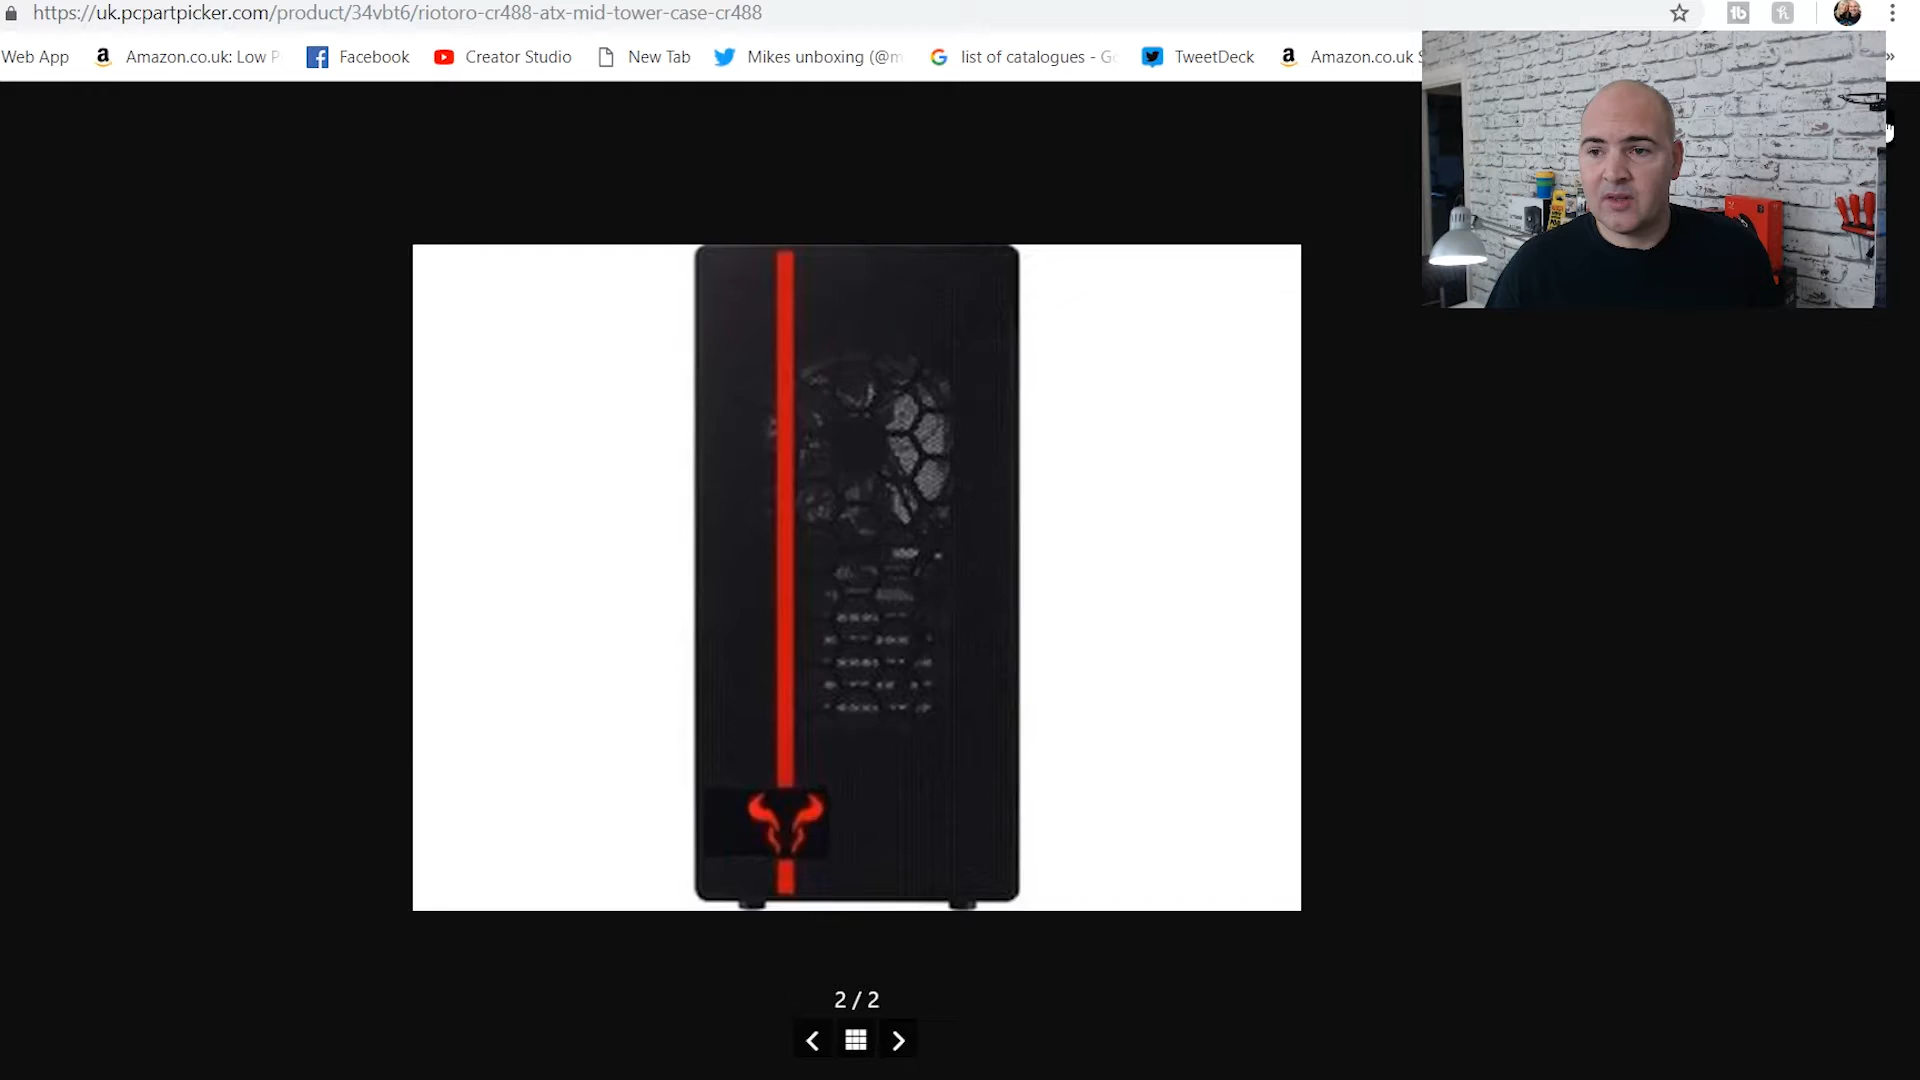 https://uk.pcpartpicker.com/product/34vbt6/riotoro-cr488-atx-mid-tower-case-cr488
Web App Amazon.co.uk: Low P Facebook Creator Studio New Tab Mikes unboxing (@m list of catalogues - Go TweetDeck Amazon.co.uk S »
2 / 2